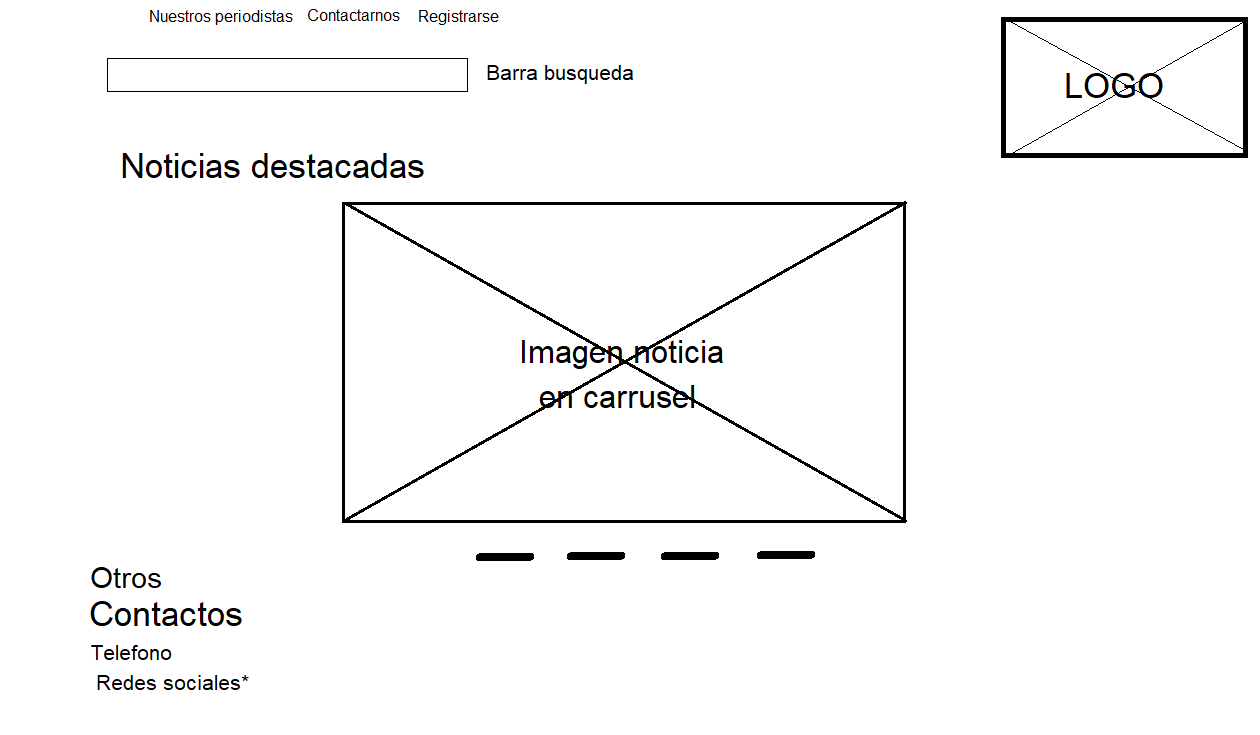 Nuestros periodistas Contactarnos Registrarse
LOGO
Barra busqueda
Noticias destacadas
Imagen noticia
en carrusel
Otros
Contactos
Telefono
Redes sociales*